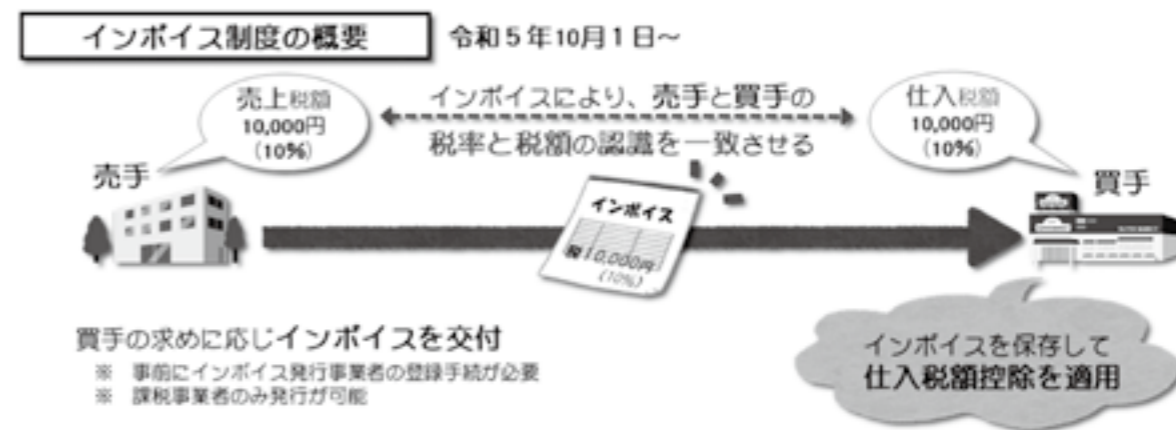 インボイス制度の概要
令和5年10月1日~
売上税額
10,000円
(10%)
インボイスにより、売手と買手の
税率と税額の認識を一致させる
仕入税額
10,000円
(10%)
売手
買手
インボイス
税10,000円
(10%)
買手の求めに応じインボイスを交付
※ 事前にインボイス発行事業者の登録手続が必要
※ 課税事業者のみ発行が可能
インボイスを保存して
仕入税額控除を適用